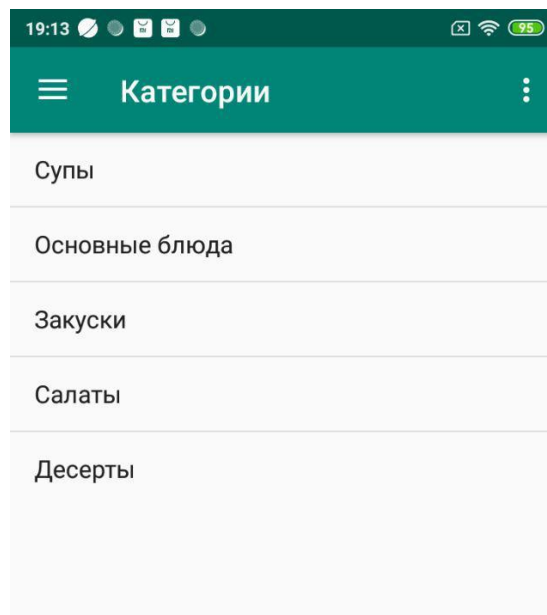 19:13
95
Категории
Супы
Основные блюда
Закуски
Салаты
Десерты